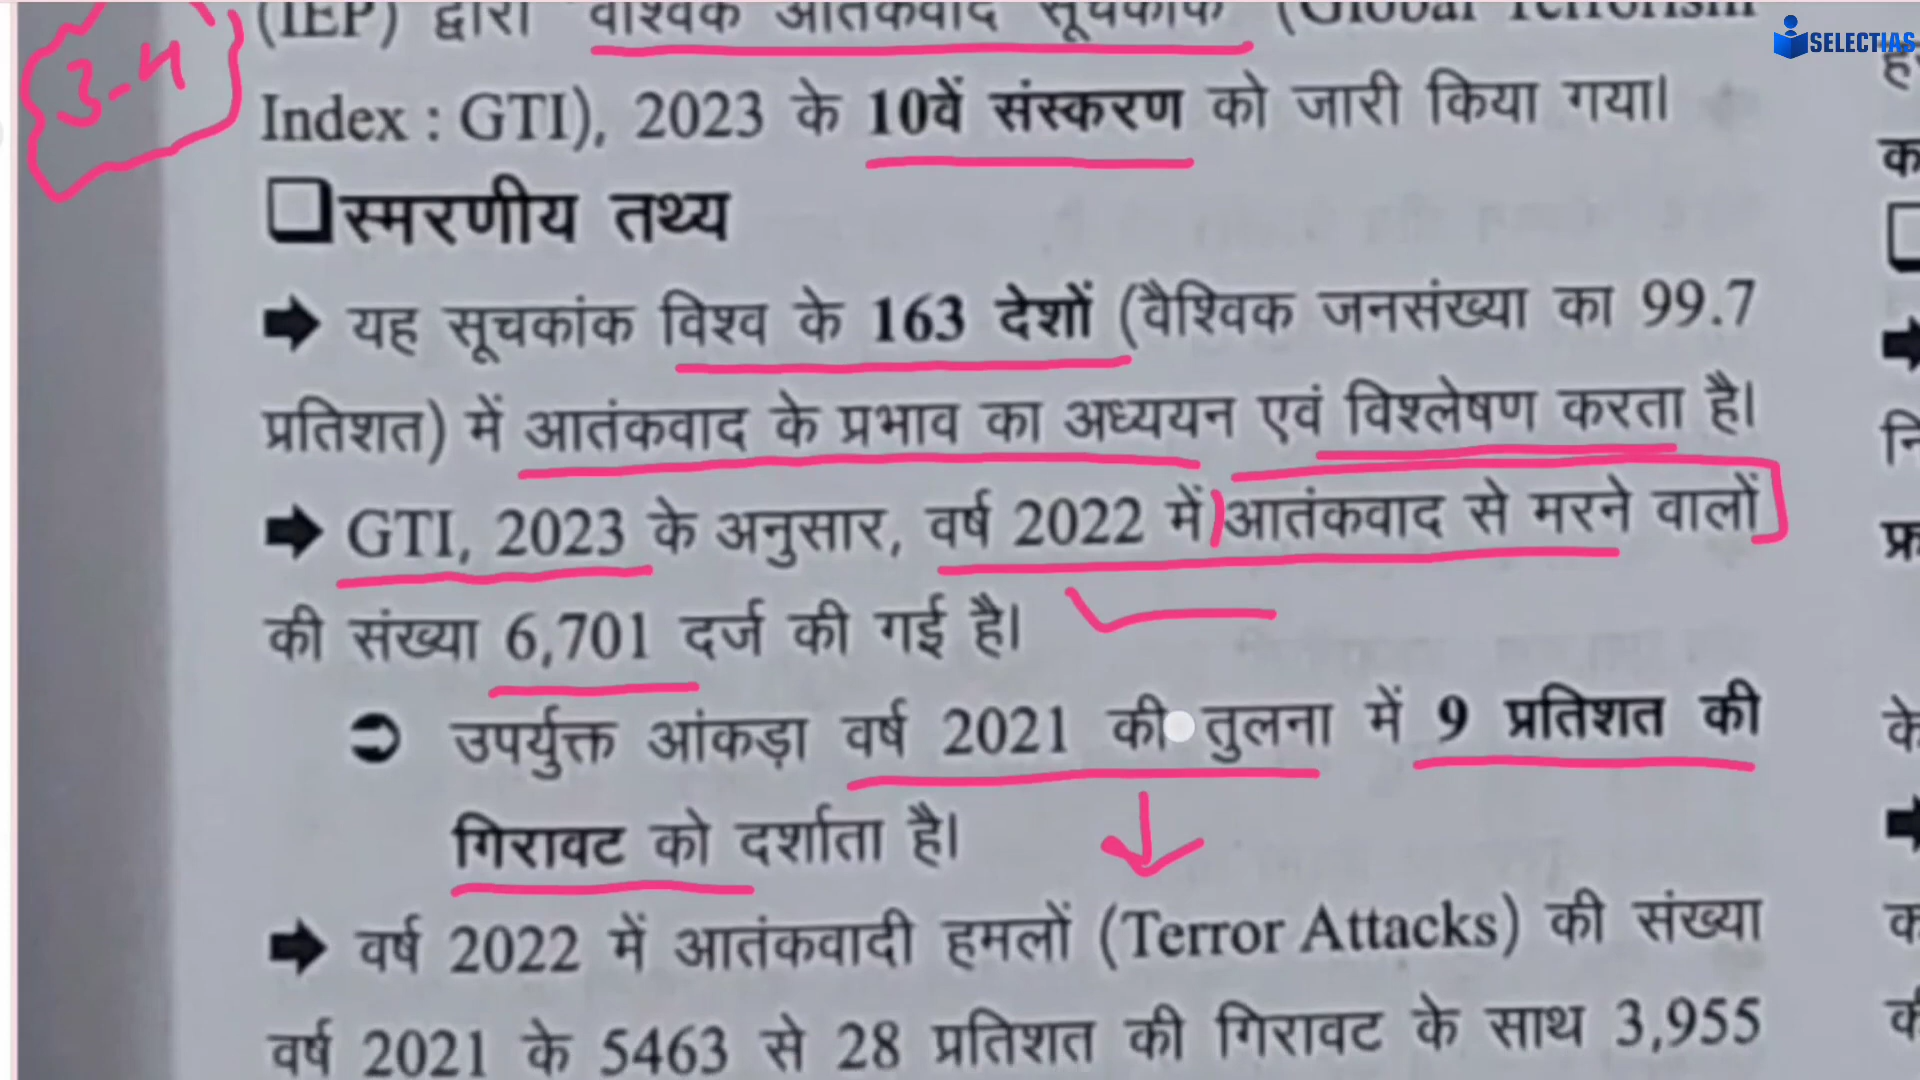 (IEP) द्वारा वैश्विक आतंकवाद सूचकांक (Global Terrorism
SELECTIAS
3-4
Index : GTI), 2023 के 10वें संस्करण को जारी किया गया।
स्मरणीय तथ्य
यह सूचकांक विश्व के 163 देशों (वैश्विक जनसंख्या का 99.7
प्रतिशत) में आतंकवाद के प्रभाव का अध्ययन एवं विश्लेषण करता है।
GTI, 2023 के अनुसार, वर्ष 2022 में आतंकवाद से मरने वालों
की संख्या 6,701 दर्ज की गई है।
उपर्युक्त आंकड़ा वर्ष 2021 की तुलना में 9 प्रतिशत की
गिरावट को दर्शाता है।
वर्ष 2022 में आतंकवादी हमलों (Terror Attacks) की संख्या
वर्ष 2021 के 5463 से 28 प्रतिशत की गिरावट के साथ 3,955